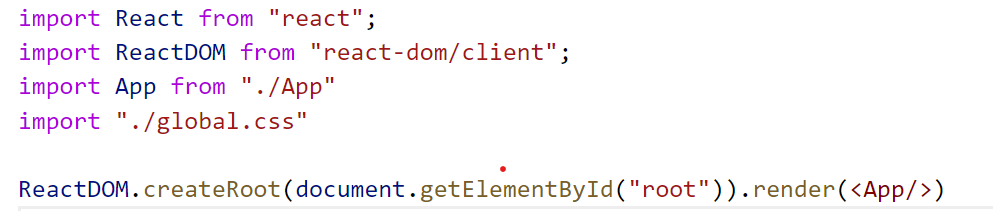 import React from "react";
import ReactDOM from "react-dom/client";
import App from "./App"
import "./global.css"
ReactDOM.createRoot(document.getElementById("root")).render(<App/>)